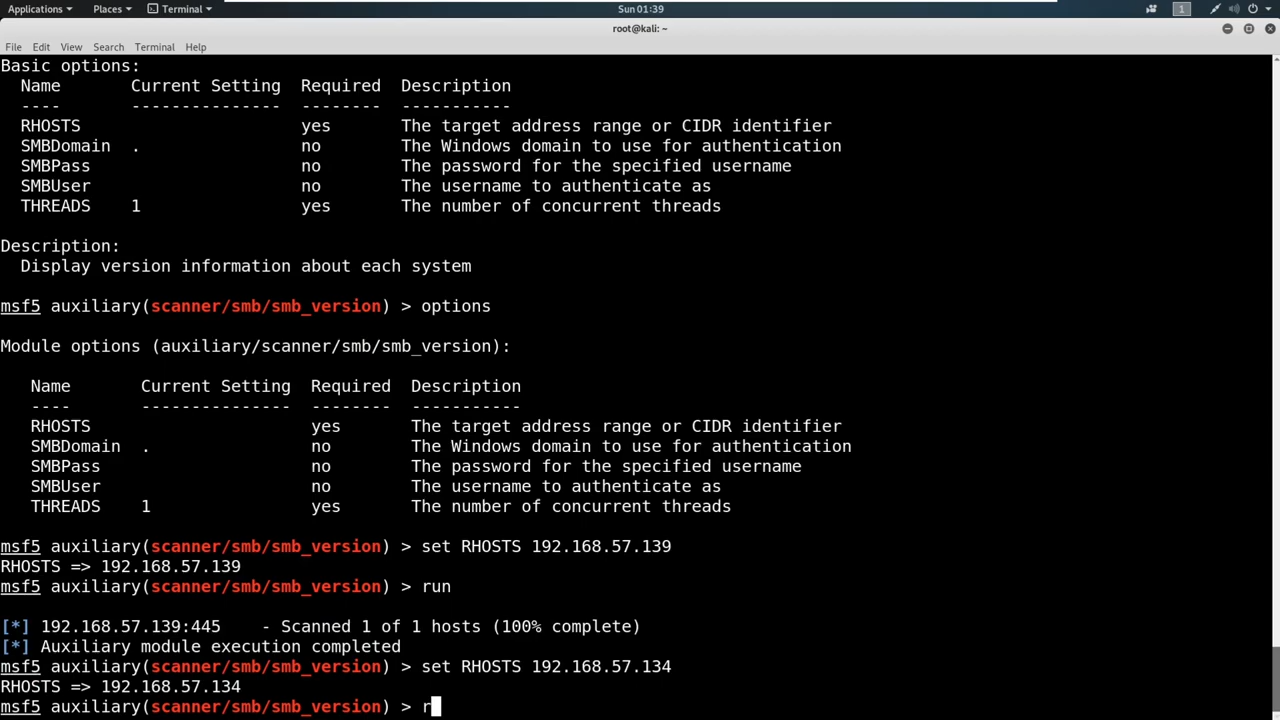 Applications Places Terminal Sun 01:39 1
root@kali: ~
File Edit View Search Terminal Help
Basic options:
Name Current Setting Required Description
---- --------------- -------- -----------
RHOSTS yes The target address range or CIDR identifier
SMBDomain . no The Windows domain to use for authentication
SMBPass no The password for the specified username
SMBUser no The username to authenticate as
THREADS 1 yes The number of concurrent threads
Description:
Display version information about each system
msf5 auxiliary(scanner/smb/smb_version) > options
Module options (auxiliary/scanner/smb/smb_version):
Name Current Setting Required Description
---- --------------- -------- -----------
RHOSTS yes The target address range or CIDR identifier
SMBDomain . no The Windows domain to use for authentication
SMBPass no The password for the specified username
SMBUser no The username to authenticate as
THREADS 1 yes The number of concurrent threads
msf5 auxiliary(scanner/smb/smb_version) > set RHOSTS 192.168.57.139
RHOSTS => 192.168.57.139
msf5 auxiliary(scanner/smb/smb_version) > run
[*] 192.168.57.139:445 - Scanned 1 of 1 hosts (100% complete)
[*] Auxiliary module execution completed
msf5 auxiliary(scanner/smb/smb_version) > set RHOSTS 192.168.57.134
RHOSTS => 192.168.57.134
msf5 auxiliary(scanner/smb/smb_version) > r